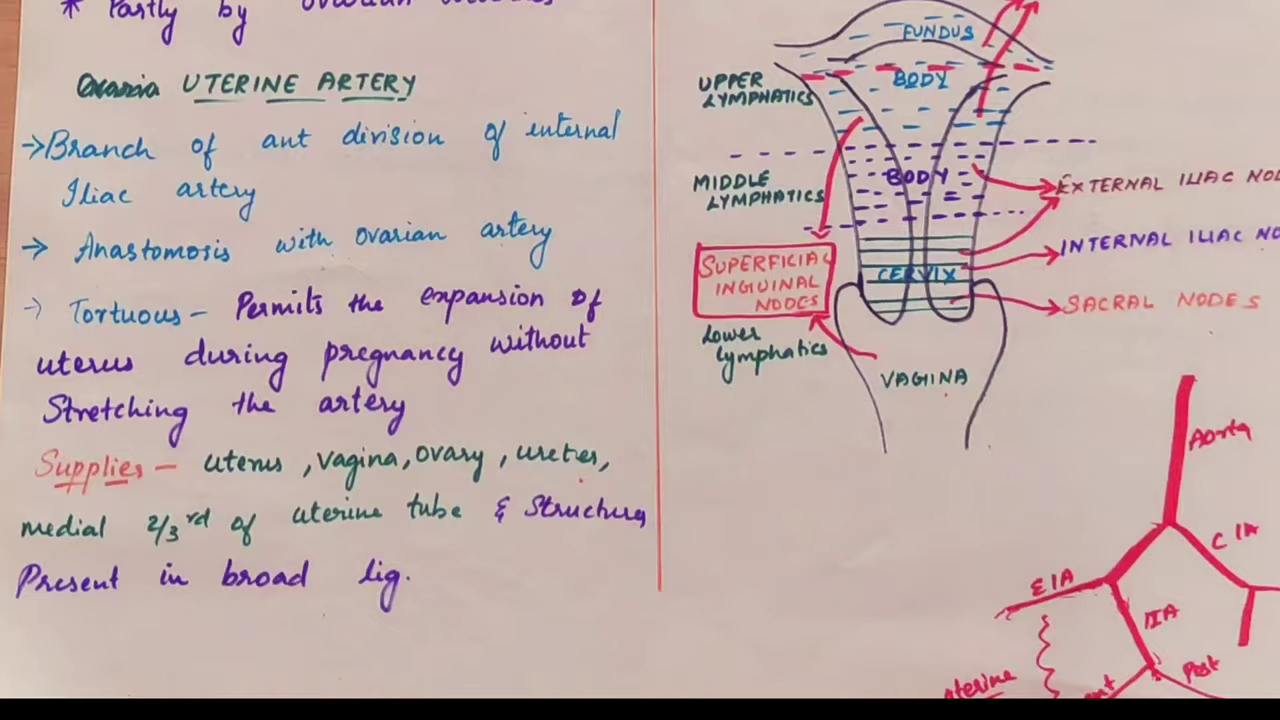 * Partly by ovarian
UTERINE ARTERY
→ Branch of ant division of internal
Iliac artery
→ Anastomosis with ovarian artery
→ Tortuous - Permits the expansion of
uterus during pregnancy without
Stretching the artery
Supplies - uterus, vagina, ovary, ureters,
medial 2/3rd of uterine tube & Structures
Present in broad lig.
FUNDUS
BODY
UPPER
LYMPHATICS
BODY
MIDDLE
LYMPHATICS
EXTERNAL ILIAC NO
INTERNAL ILIAC NO
CERVIX
SUPERFICIAL
INGUINAL
NODES
SACRAL NODES
Lower
lymphatics
VAGINA
Aorta
CIA
EIA
IIA
Post
uterine
ant